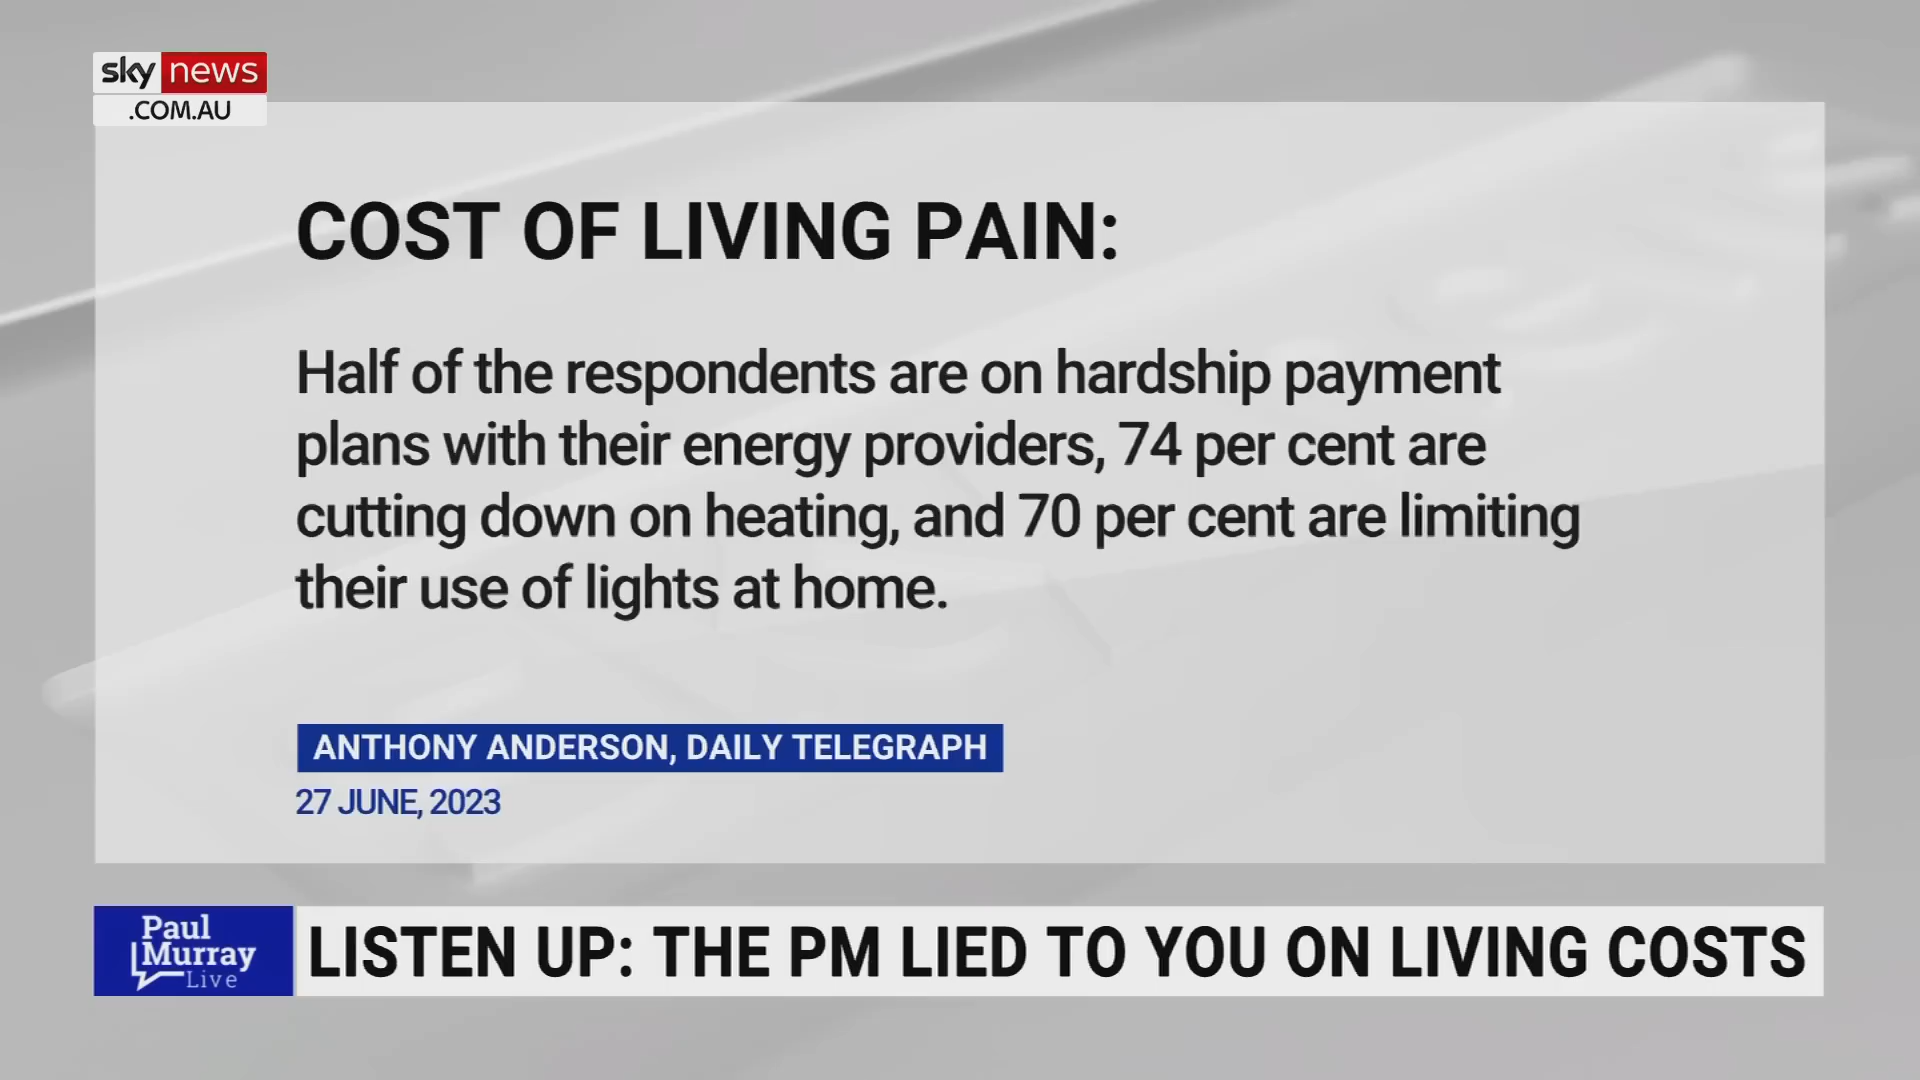 sky news
.COM.AU
COST OF LIVING PAIN:
Half of the respondents are on hardship payment
plans with their energy providers, 74 per cent are
cutting down on heating, and 70 per cent are limiting
their use of lights at home.
ANTHONY ANDERSON, DAILY TELEGRAPH
27 JUNE, 2023
Paul
Murray
Live
LISTEN UP: THE PM LIED TO YOU ON LIVING COSTS